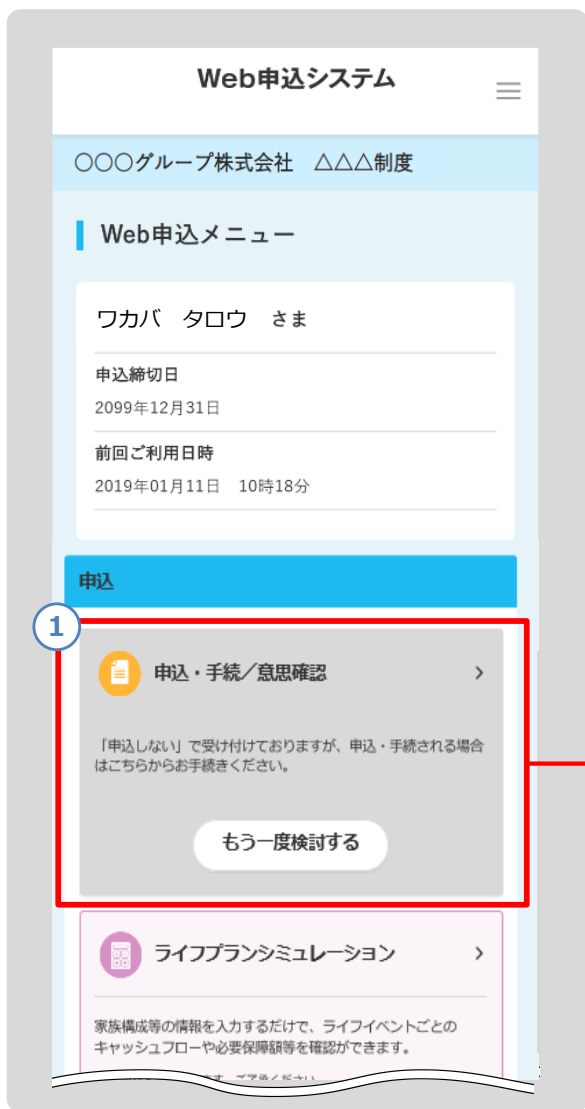 Web申込システム
○○○グループ株式会社　△△△制度
Web申込メニュー
ワカバ　タロウ　さま
申込締切日
2099年12月31日
前回ご利用日時
2019年01月11日　10時18分
申込
1
申込・手続／意思確認
「申込しない」で受け付けておりますが、申込・手続される場合
はこちらからお手続きください。
もう一度検討する
ライフプランシミュレーション
家族構成等の情報を入力するだけで、ライフイベントごとの
キャッシュフローや必要保障額等を確認ができます。